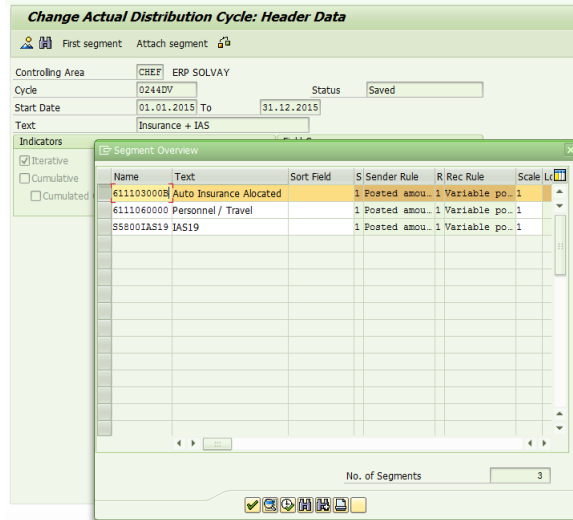 Change Actual Distribution Cycle: Header Data
First segment Attach segment
Controlling Area CHEF ERP SOLVAY
Cycle 0244DV Status Saved
Start Date 01.01.2015 To 31.12.2015
Text Insurance + IAS
Indicators
Iterative
Cumulative
Cumulated
Segment Overview
Name Text Sort Field S Sender Rule R Rec Rule Scale Lo
611103000B Auto Insurance Alocated 1 Posted amou… 1 Variable po… 1
6111060000 Personnel / Travel 1 Posted amou… 1 Variable po… 1
S5800IAS19 IAS19 1 Posted amou… 1 Variable po… 1
No. of Segments 3